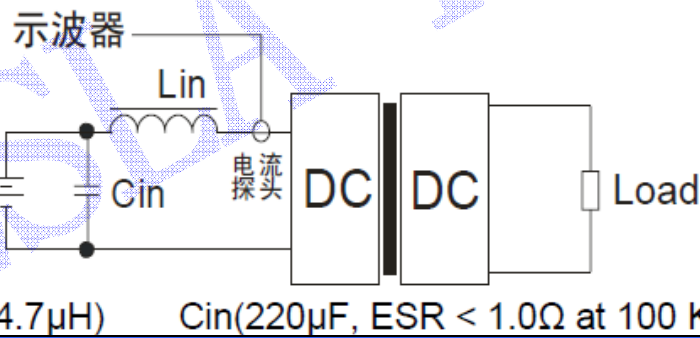 示波器
Lin
电流
探头
Cin
DC
DC
Load
4.7μH) Cin(220μF, ESR < 1.0Ω at 100 K